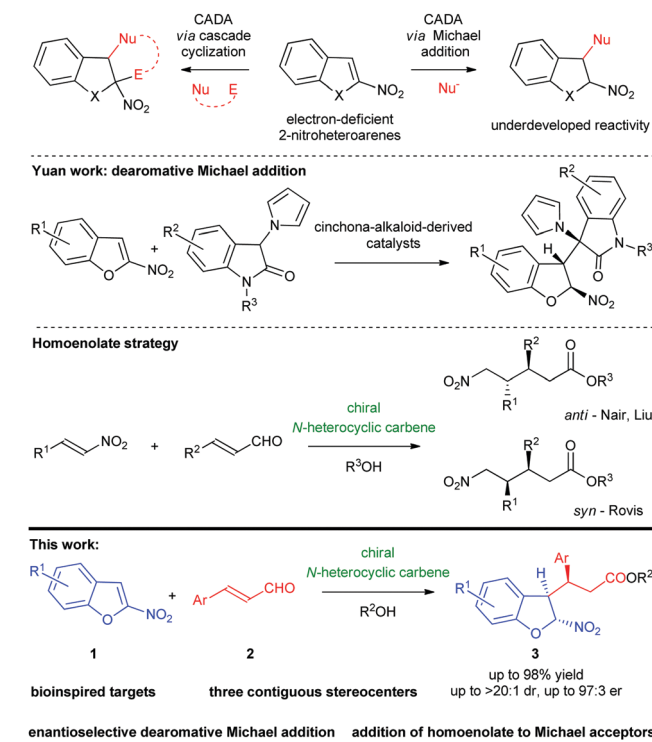 CADA
via cascade
cyclization
Nu E
Nu
E
X
NO₂
X
NO₂
electron-deficient
2-nitroheteroarenes
CADA
via Michael
addition
Nu⁻
Nu
X
NO₂
underdeveloped reactivity
Yuan work: dearomative Michael addition
R¹
O
NO₂
+
R²
N
N
O
R³
cinchona-alkaloid-derived
catalysts
R²
N
R¹
H
O
N
R³
O
NO₂
Homoenolate strategy
R¹
NO₂
+
R²
CHO
chiral
N-heterocyclic carbene
R³OH
R²
O
O₂N
OR³
R¹
anti - Nair, Liu
R²
O
O₂N
OR³
R¹
syn - Rovis
This work:
R¹
O
NO₂
+
Ar
CHO
chiral
N-heterocyclic carbene
R²OH
Ar
R¹
H
COOR²
O
NO₂
1 2 3
up to 98% yield
bioinspired targets three contiguous stereocenters up to >20:1 dr, up to 97:3 er
enantioselective dearomative Michael addition addition of homoenolate to Michael acceptors